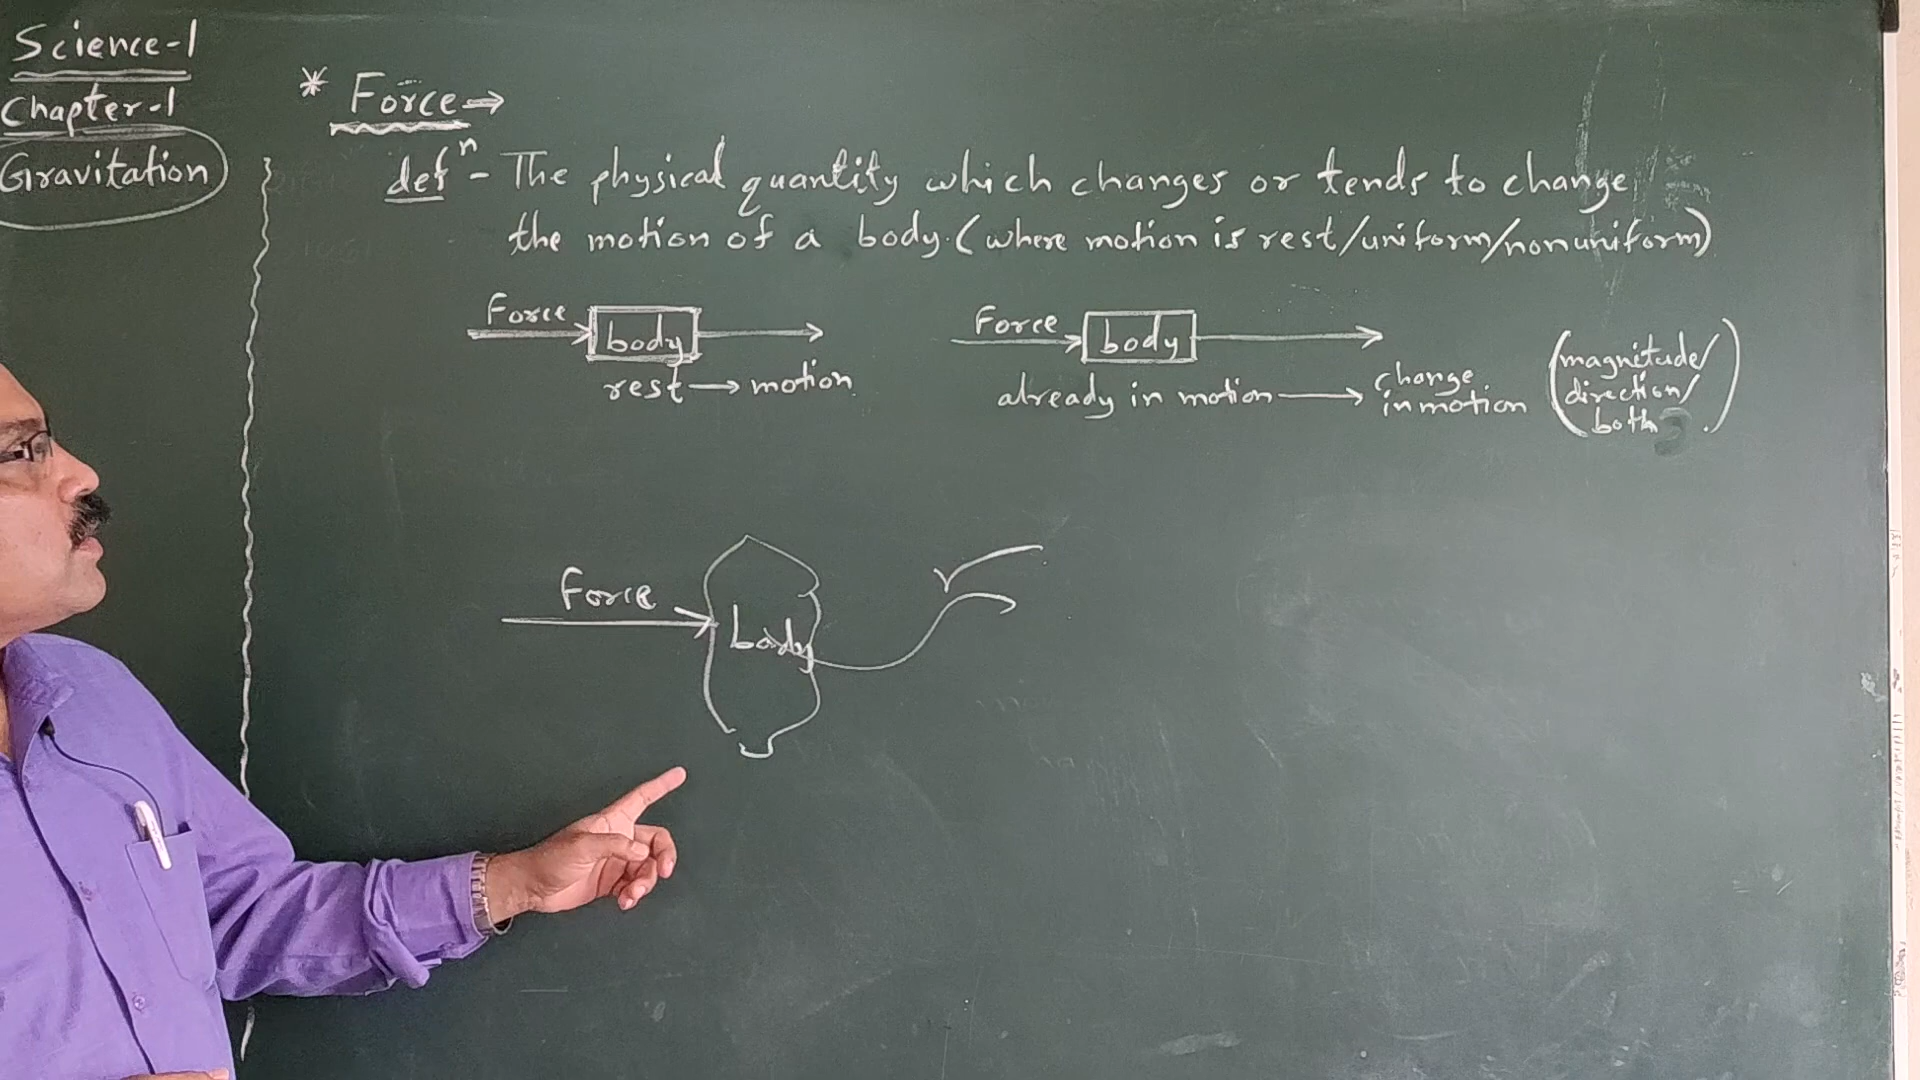 Science-1
Chapter-1
Gravitation
* Force→
defⁿ - The physical quantity which changes or tends to change
the motion of a body. (where motion is rest/uniform/nonuniform)
Force body
rest → motion
Force body
already in motion → change in motion
(magnitude/
direction/
both.)
Force
body